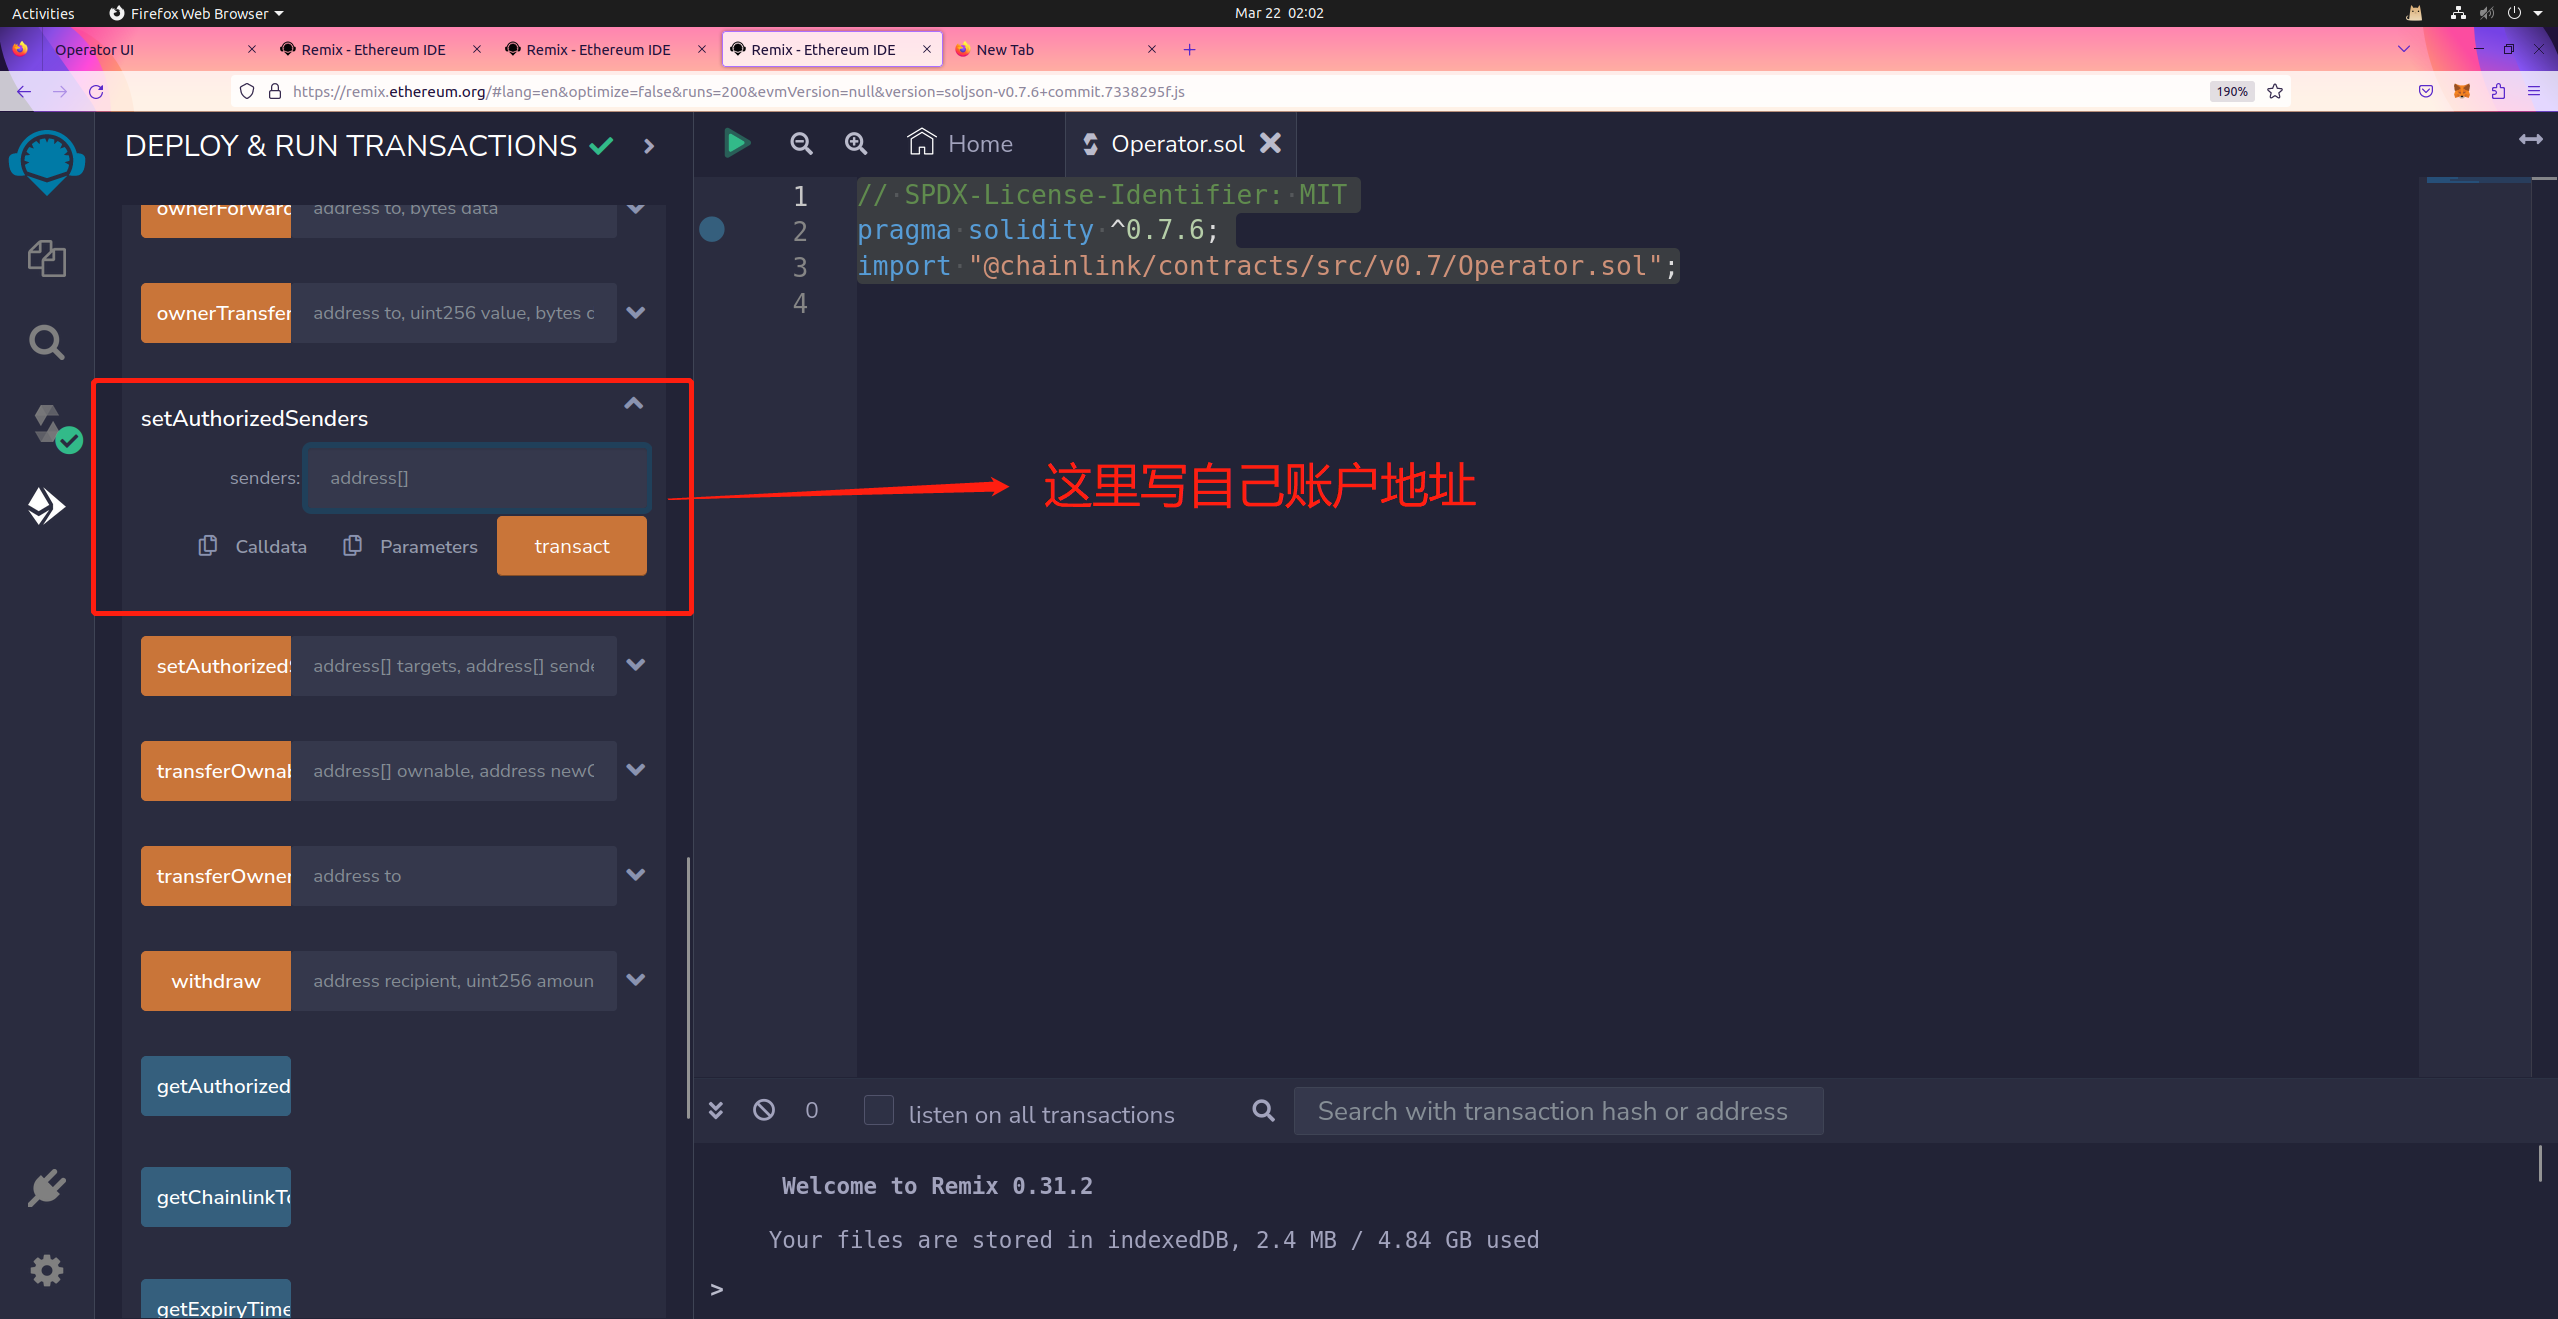 Activities
Firefox Web Browser
Mar 22 02:02
Operator UI
Remix - Ethereum IDE
Remix - Ethereum IDE
Remix - Ethereum IDE
New Tab
https://remix.ethereum.org/#lang=en&optimize=false&runs=200&evmVersion=null&version=soljson-v0.7.6+commit.7338295f.js
190%
DEPLOY & RUN TRANSACTIONS
ownerForward
address to, bytes data
ownerTransfer
address to, uint256 value, bytes c
setAuthorizedSenders
senders:
address[]
Calldata
Parameters
transact
setAuthorizedS
address[] targets, address[] sende
transferOwnab
address[] ownable, address newO
transferOwner
address to
withdraw
address recipient, uint256 amoun
getAuthorized
getChainlinkTo
getExpiryTime
Home
Operator.sol
1
// SPDX-License-Identifier: MIT
2
pragma solidity ^0.7.6;
3
import "@chainlink/contracts/src/v0.7/Operator.sol";
4
这里写自己账户地址
0
listen on all transactions
Search with transaction hash or address
Welcome to Remix 0.31.2
Your files are stored in indexedDB, 2.4 MB / 4.84 GB used
>